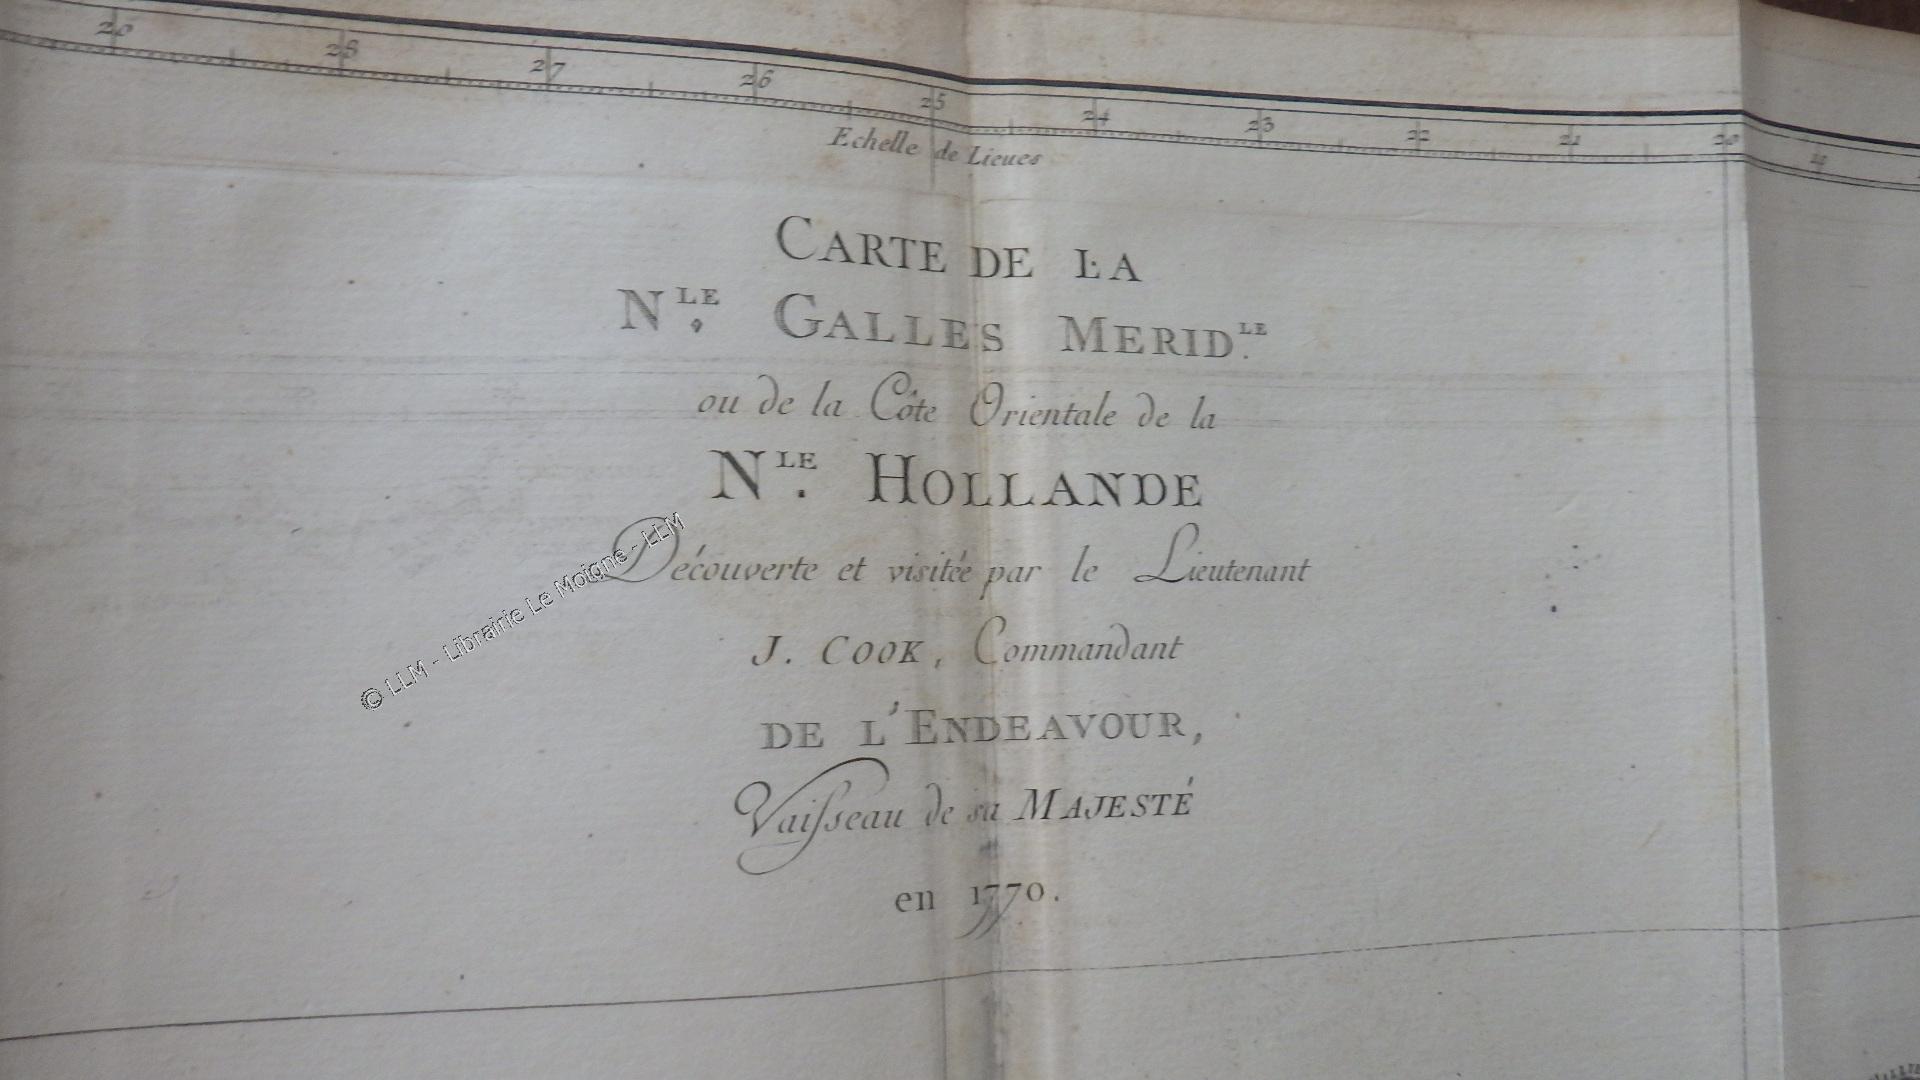 29 28 27 26 25 24 23 22 21 20
Echelle de Lieues
CARTE DE LA
N.LE GALLES MERID.LE
ou de la Côte Orientale de la
N.LE HOLLANDE
Découverte et visitée par le Lieutenant
J. COOK, Commandant
DE L'ENDEAVOUR,
Vaisseau de sa MAJESTÉ
en 1770.
© LLM - Librairie Le Moigne - LLM